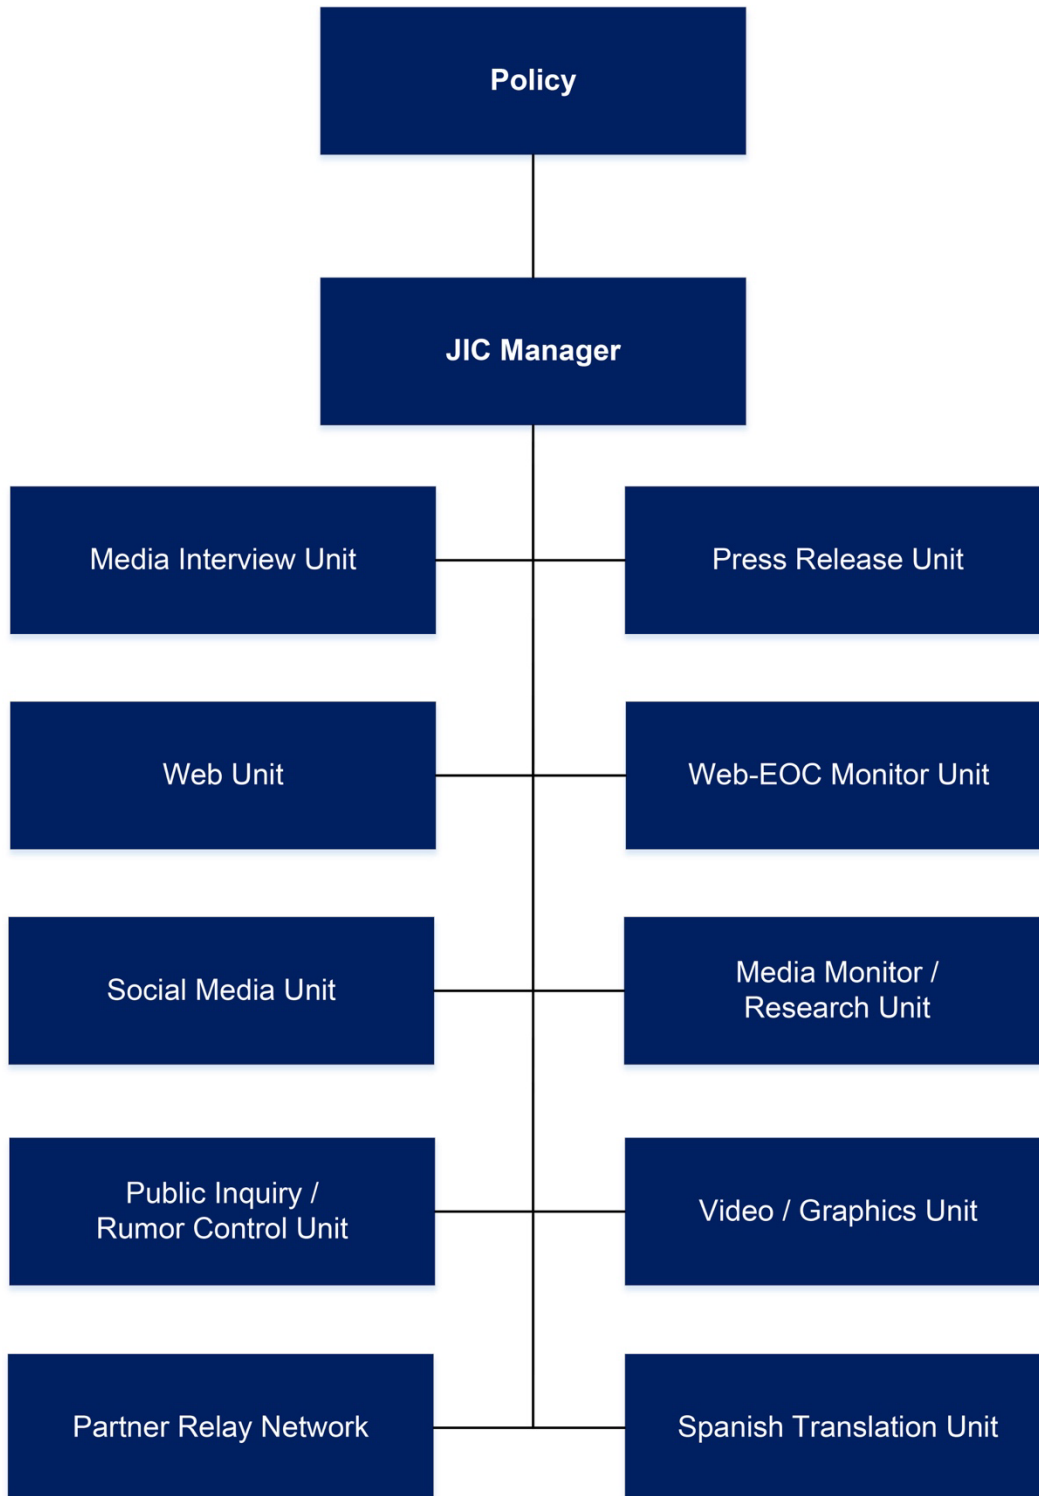 Policy
JIC Manager
Media Interview Unit
Press Release Unit
Web Unit
Web-EOC Monitor Unit
Social Media Unit
Media Monitor /
Research Unit
Public Inquiry /
Rumor Control Unit
Video / Graphics Unit
Partner Relay Network
Spanish Translation Unit